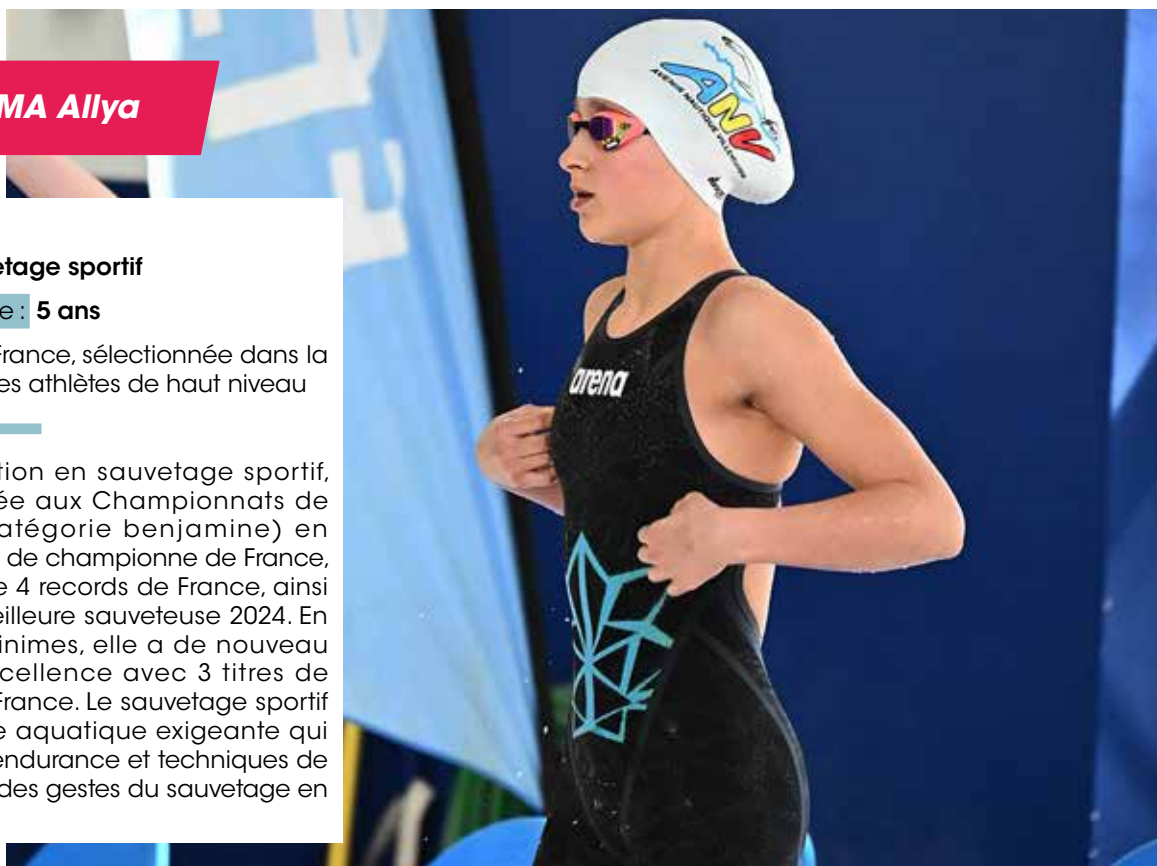 MA Allya
etage sportif
e : 5 ans
France, sélectionnée dans la
es athlètes de haut niveau
tion en sauvetage sportif,
ée aux Championnats de
atégorie benjamine) en
de championne de France,
e 4 records de France, ainsi
eilleure sauveteuse 2024. En
inimes, elle a de nouveau
cellence avec 3 titres de
France. Le sauvetage sportif
e aquatique exigeante qui
endurance et techniques de
des gestes du sauvetage en
ANV
AVENIR NAUTIQUE VILLEVOIS
arena